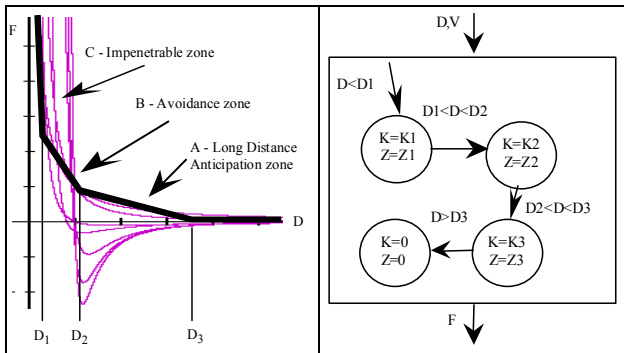 F
C - Impenetrable zone
B - Avoidance zone
A - Long Distance
Anticipation zone
D
D1 D2 D3
D,V
D<D1
D1<D<D2
K=K1
Z=Z1
K=K2
Z=Z2
D>D3
D2<D<D3
K=0
Z=0
K=K3
Z=Z3
F